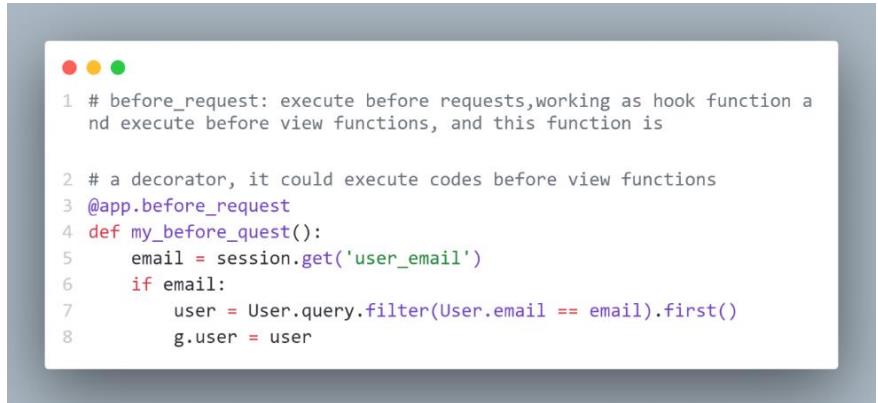 1 # before_request: execute before requests,working as hook function a
nd execute before view functions, and this function is
2 # a decorator, it could execute codes before view functions
3 @app.before_request
4 def my_before_quest():
5     email = session.get('user_email')
6     if email:
7         user = User.query.filter(User.email == email).first()
8         g.user = user